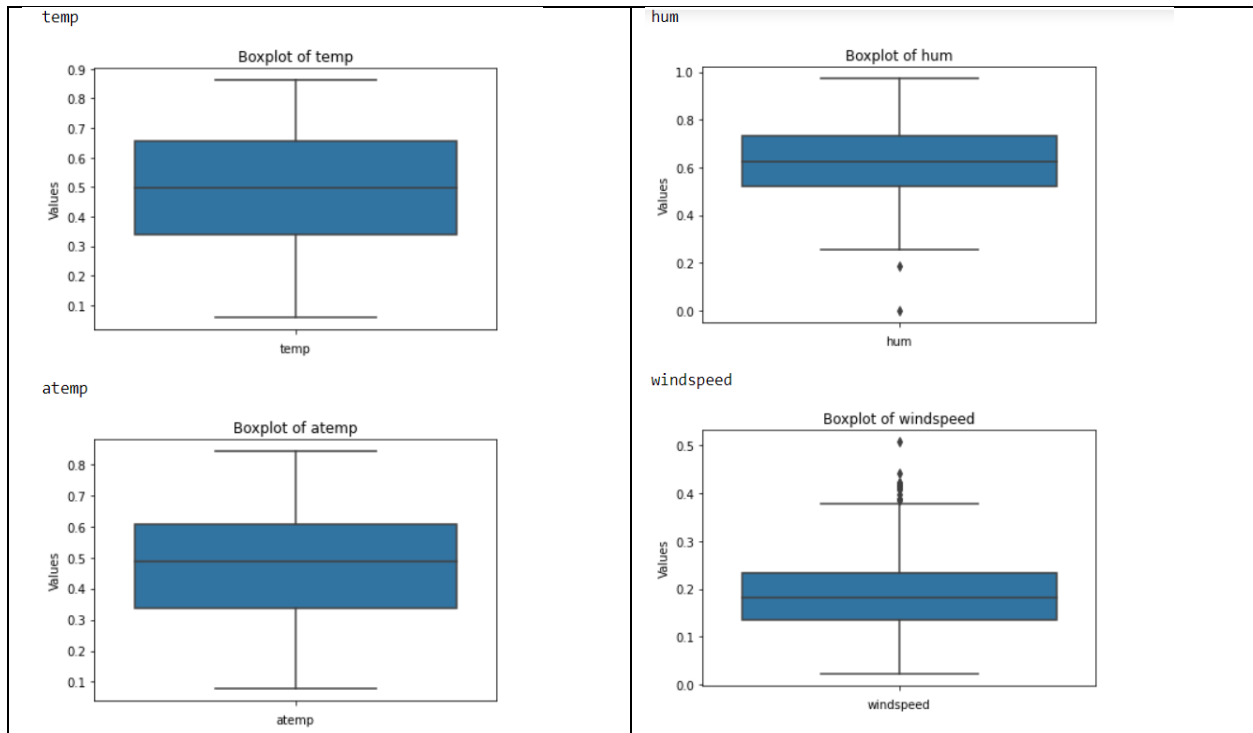 temp
Boxplot of temp
0.9
0.8
0.7
0.6
0.5
0.4
0.3
0.2
0.1
Values
temp
hum
Boxplot of hum
1.0
0.8
0.6
0.4
0.2
0.0
Values
hum
atemp
Boxplot of atemp
0.8
0.7
0.6
0.5
0.4
0.3
0.2
0.1
Values
atemp
windspeed
Boxplot of windspeed
0.5
0.4
0.3
0.2
0.1
0.0
Values
windspeed